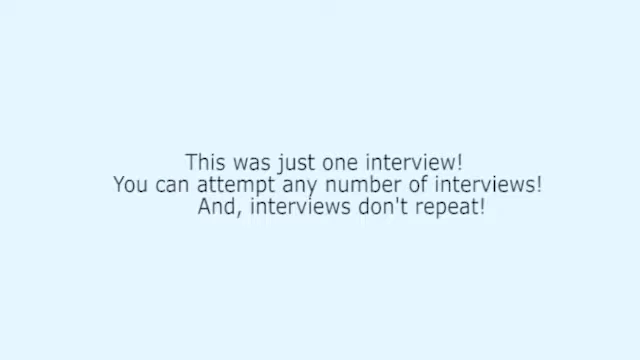 This was just one interview!
You can attempt any number of interviews!
And, interviews don't repeat!